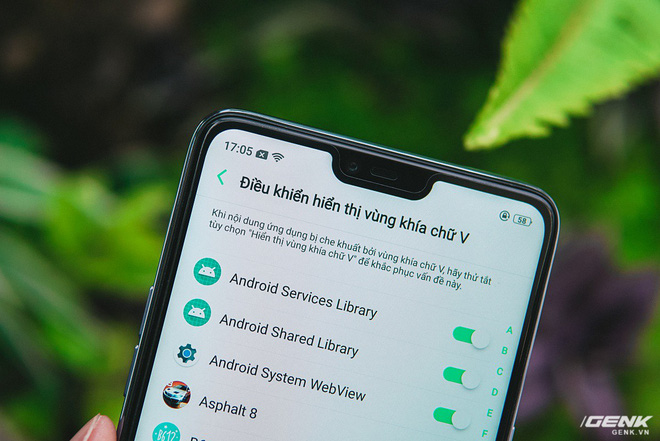 17:05
58
Điều khiển hiển thị vùng khía chữ V
Khi nội dung ứng dụng bị che khuất bởi vùng khía chữ V, hãy thử tắt
tùy chọn "Hiển thị vùng khía chữ V" để khắc phục vấn đề này.
Android Services Library
Android Shared Library
Android System WebView
Asphalt 8
A
B
C
D
E
F
B612
GENK
GENK.VN